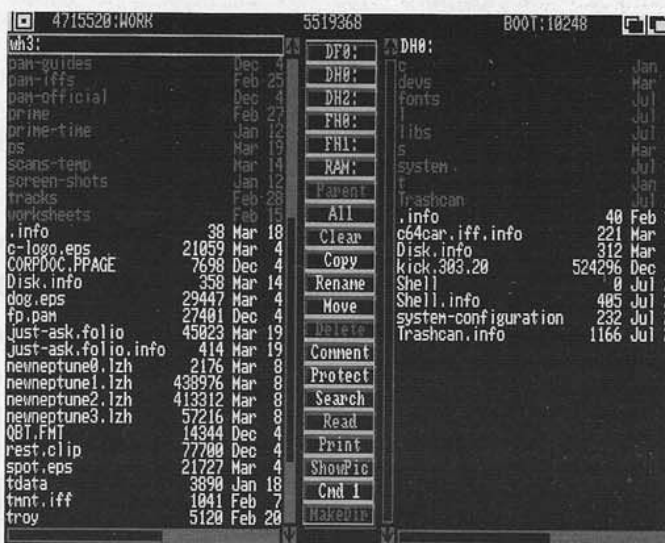 4715520:WORK
wh3:
pam-guides Dec 4
pam-iffs Feb 25
pam-official Dec 4
prime Feb 27
prime-time Jan 12
ps Mar 19
scans-temp Mar 14
screen-shots Jan 12
tracks Feb 28
worksheets Feb 15
.info 38 Mar 18
c-logo.eps 21059 Mar 4
CORPDOC.PPAGE 7698 Dec 4
Disk.info 358 Mar 14
dog.eps 29447 Mar 4
fp.pam 27401 Dec 4
just-ask.folio 45023 Mar 19
just-ask.folio.info 414 Mar 19
newneptune0.lzh 2176 Mar 8
newneptune1.lzh 438976 Mar 8
newneptune2.lzh 413312 Mar 8
newneptune3.lzh 57216 Mar 8
QBT.FMT 14344 Dec 4
rest.clip 77700 Dec 4
spot.eps 21727 Mar 4
tdata 3890 Jan 18
tmnt.iff 1041 Feb 7
troy 5120 Feb 20
5519368
DF0:
DH0:
DH2:
FH0:
FH1:
RAM:
Parent
All
Clear
Copy
Rename
Move
Delete
Comment
Protect
Search
Read
Print
ShowPic
Cmd 1
MakeDir
BOOT:10248
DH0:
c Jan
devs Mar
fonts Jul
l Jul
libs Jul
s Mar
system Jul
t Jan
Trashcan Jul
.info 40 Feb
c64car.iff.info 221 Mar
Disk.info 312 Mar
kick.303.20 524296 Dec
Shell 0 Jul
Shell.info 405 Jul
system-configuration 232 Jul
Trashcan.info 1166 Jul